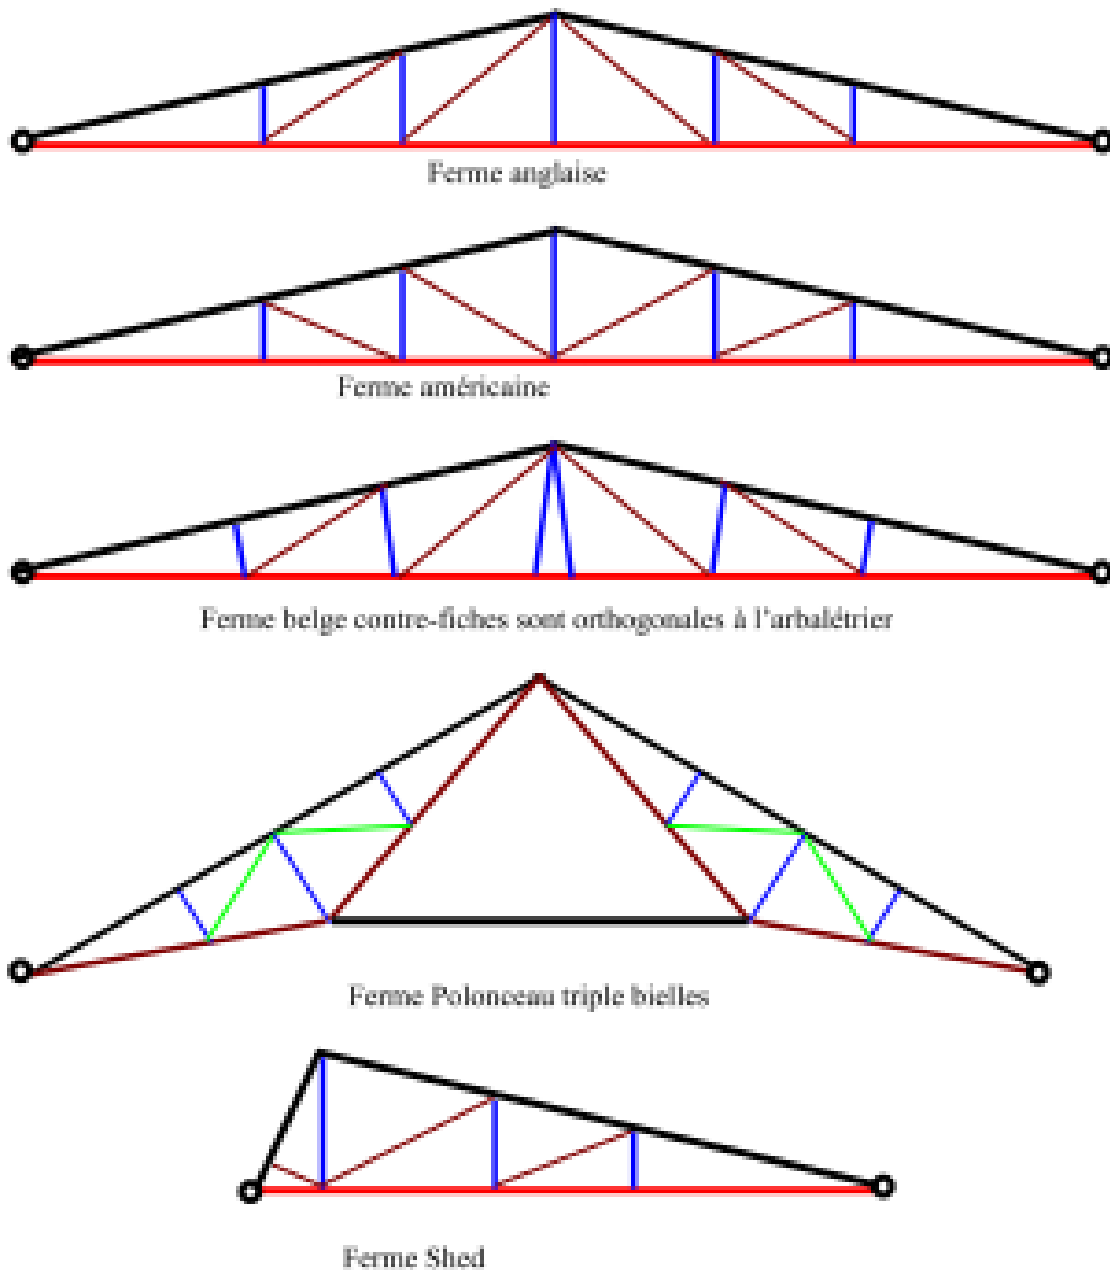 Ferme anglaise
Ferme américaine
Ferme belge contre-fiches sont orthogonales à l'arbalétrier
Ferme Polonceau triple bielles
Ferme Shed